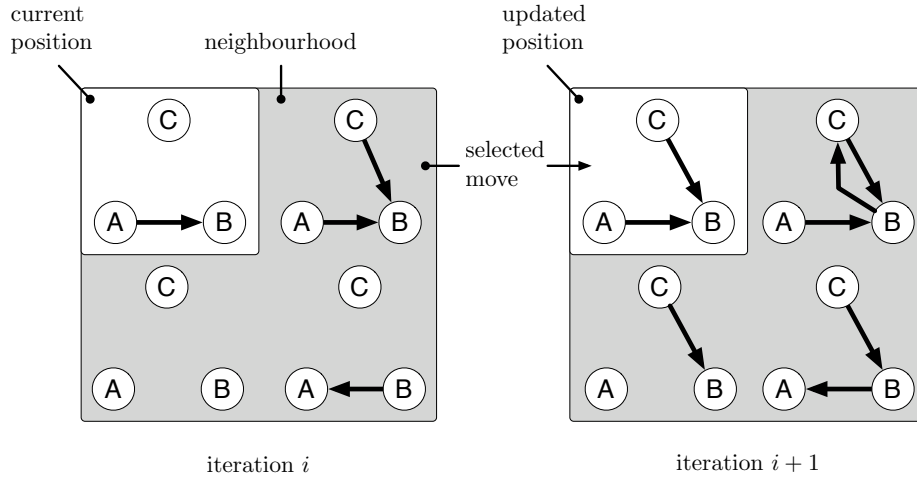 current
position
neighbourhood
updated
position
C
C
C
C
selected
move
A
B
A
B
A
B
A
B
C
C
C
C
A
B
A
B
A
B
A
B
iteration i
iteration i + 1